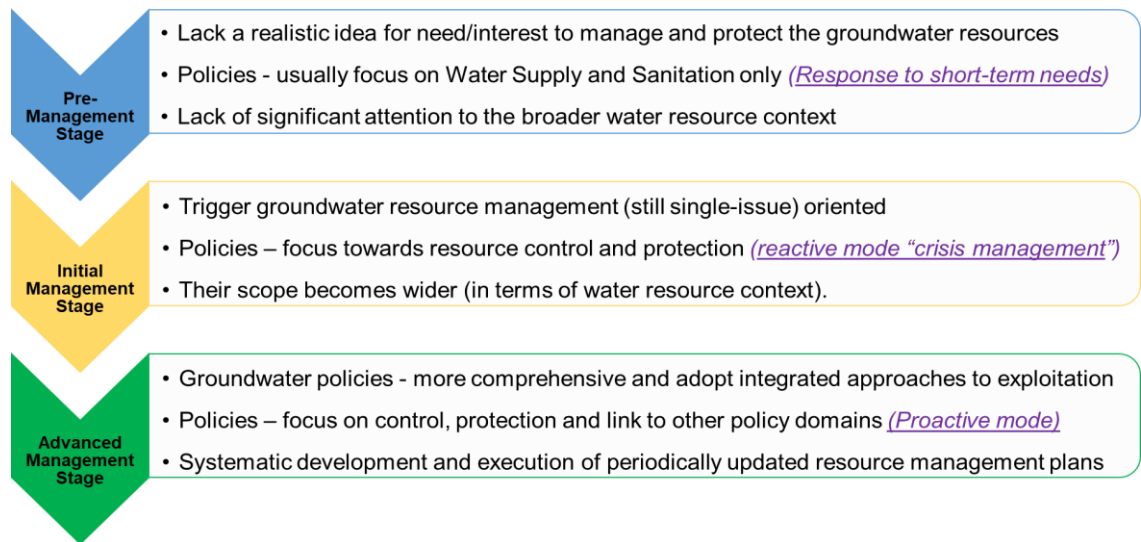 Pre-
Management
Stage
• Lack a realistic idea for need/interest to manage and protect the groundwater resources
• Policies - usually focus on Water Supply and Sanitation only (Response to short-term needs)
• Lack of significant attention to the broader water resource context
Initial
Management
Stage
• Trigger groundwater resource management (still single-issue) oriented
• Policies – focus towards resource control and protection (reactive mode “crisis management”)
• Their scope becomes wider (in terms of water resource context).
Advanced
Management
Stage
• Groundwater policies - more comprehensive and adopt integrated approaches to exploitation
• Policies – focus on control, protection and link to other policy domains (Proactive mode)
• Systematic development and execution of periodically updated resource management plans